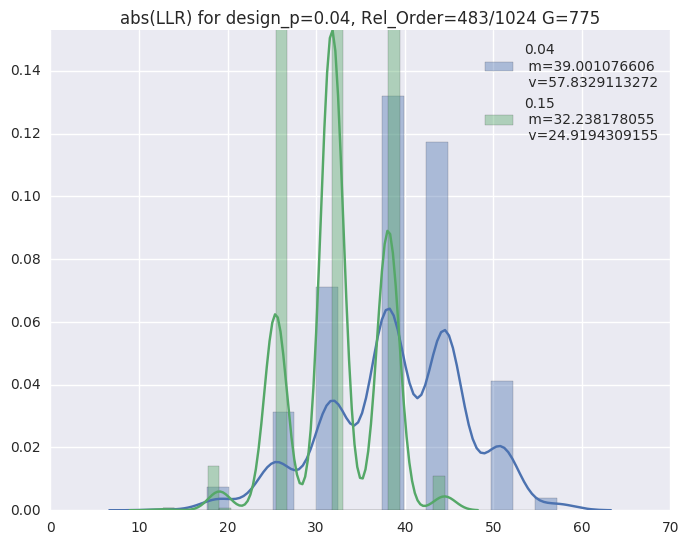 abs(LLR) for design_p=0.04, Rel_Order=483/1024 G=775
0.04
m=39.001076606
v=57.8329113272
0.15
m=32.238178055
v=24.9194309155
0.14
0.12
0.10
0.08
0.06
0.04
0.02
0.00
0 10 20 30 40 50 60 70